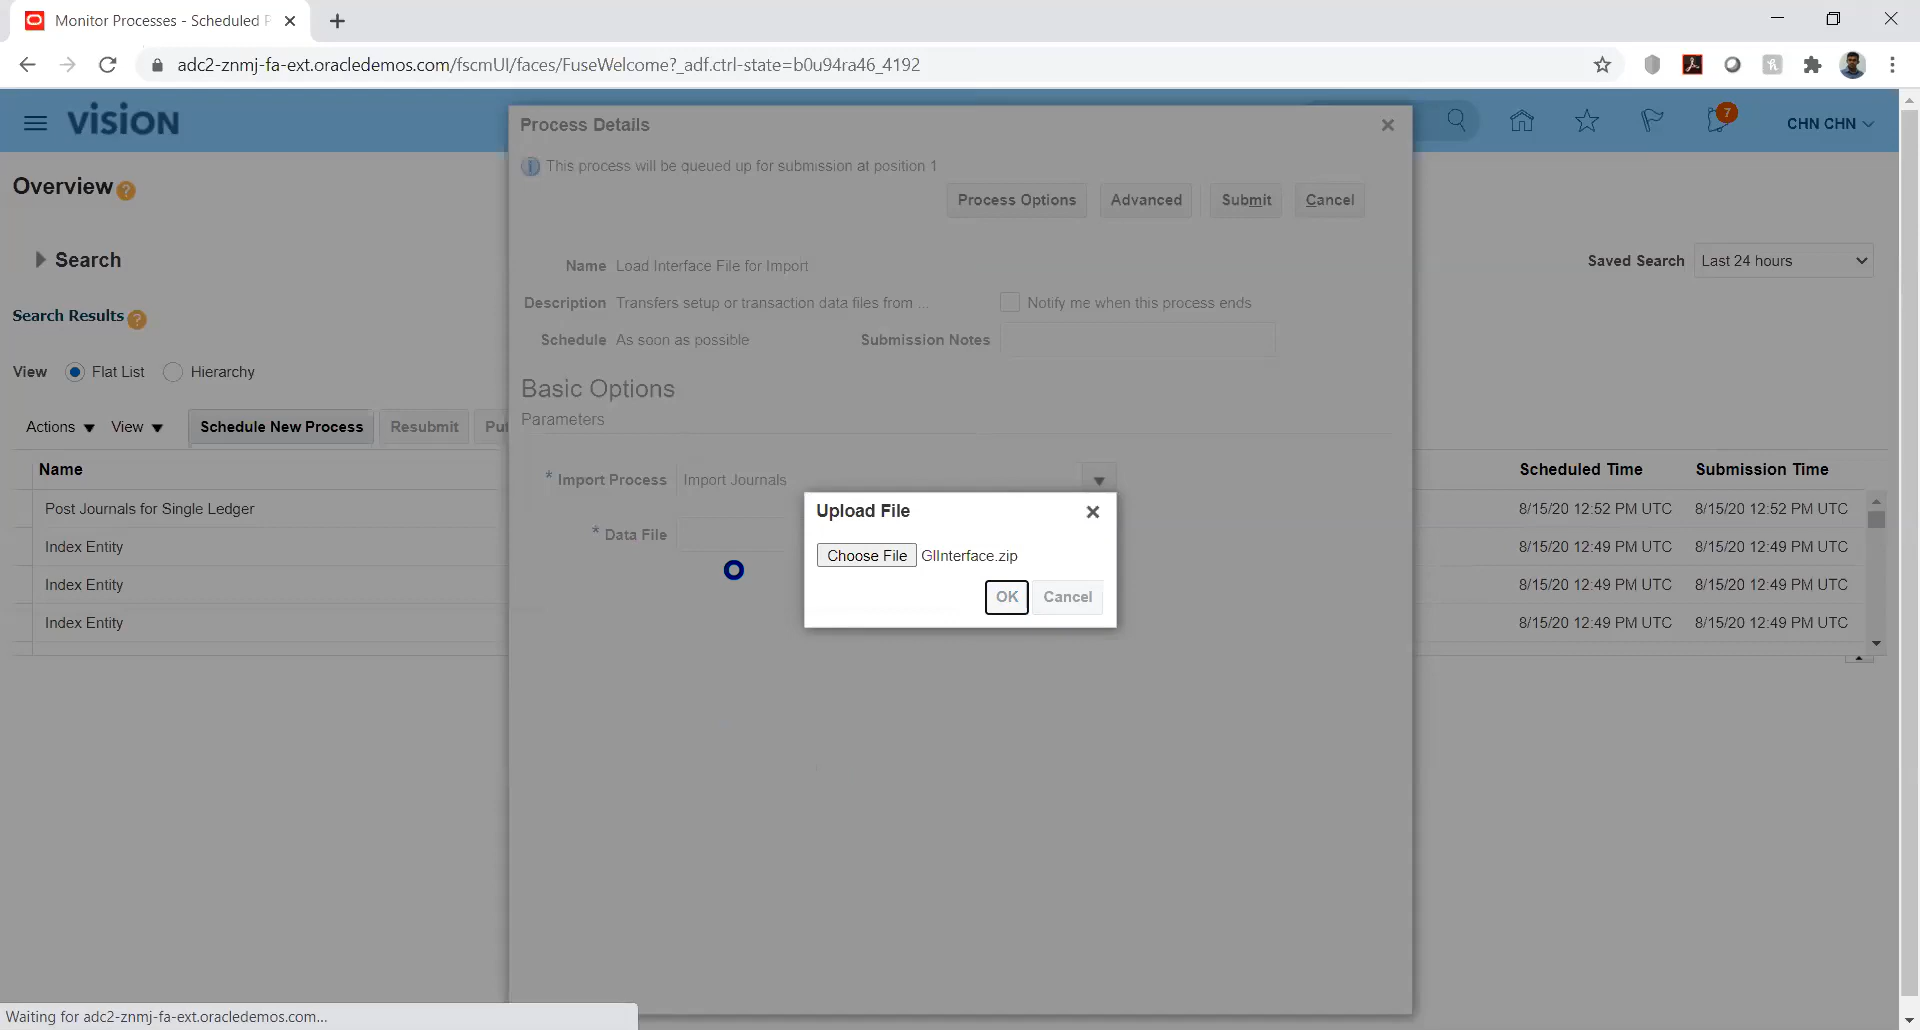 Monitor Processes - Scheduled P
adc2-znmj-fa-ext.oracledemos.com/fscmUI/faces/FuseWelcome?_adf.ctrl-state=b0u94ra46_4192
vision
7
CHN CHN
Process Details
This process will be queued up for submission at position 1
Process Options Advanced Submit Cancel
Overview
Search
Saved Search Last 24 hours
Name Load Interface File for Import
Description Transfers setup or transaction data files from ...
Notify me when this process ends
Schedule As soon as possible
Submission Notes
Search Results
View Flat List Hierarchy
Basic Options
Parameters
Actions View Schedule New Process Resubmit Pu
Name Scheduled Time Submission Time
* Import Process Import Journals
* Data File
Post Journals for Single Ledger 8/15/20 12:52 PM UTC 8/15/20 12:52 PM UTC
Index Entity 8/15/20 12:49 PM UTC 8/15/20 12:49 PM UTC
Index Entity 8/15/20 12:49 PM UTC 8/15/20 12:49 PM UTC
Index Entity 8/15/20 12:49 PM UTC 8/15/20 12:49 PM UTC
Upload File
Choose File GlInterface.zip
OK Cancel
Waiting for adc2-znmj-fa-ext.oracledemos.com...